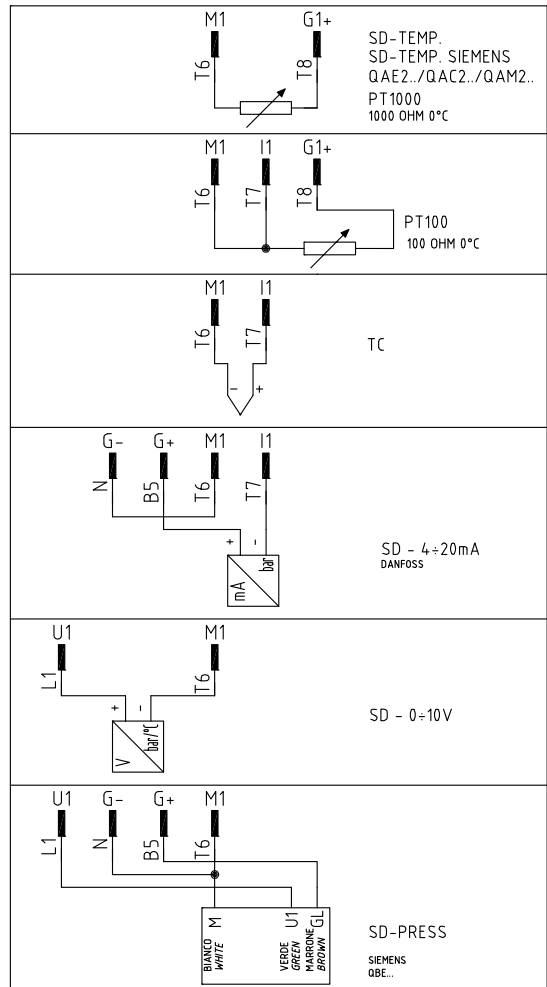 M1 G1+
T6 T8
SD-TEMP.
SD-TEMP. SIEMENS
QAE2../QAC2../QAM2..
PT1000
1000 OHM 0°C
M1 I1 G1+
T6 T7 T8
PT100
100 OHM 0°C
M1 I1
T6 T7
- +
TC
G- G+ M1 I1
N B5 T6 T7
+ -
mA bar
SD - 4÷20mA
DANFOSS
U1 M1
L1 T6
+ -
V bar/°C
SD - 0÷10V
U1 G- G+ M1
L1 N B5 T6
M U1 GL
BIANCO VERDE MARRONE
WHITE GREEN BROWN
SD-PRESS
SIEMENS
QBE...